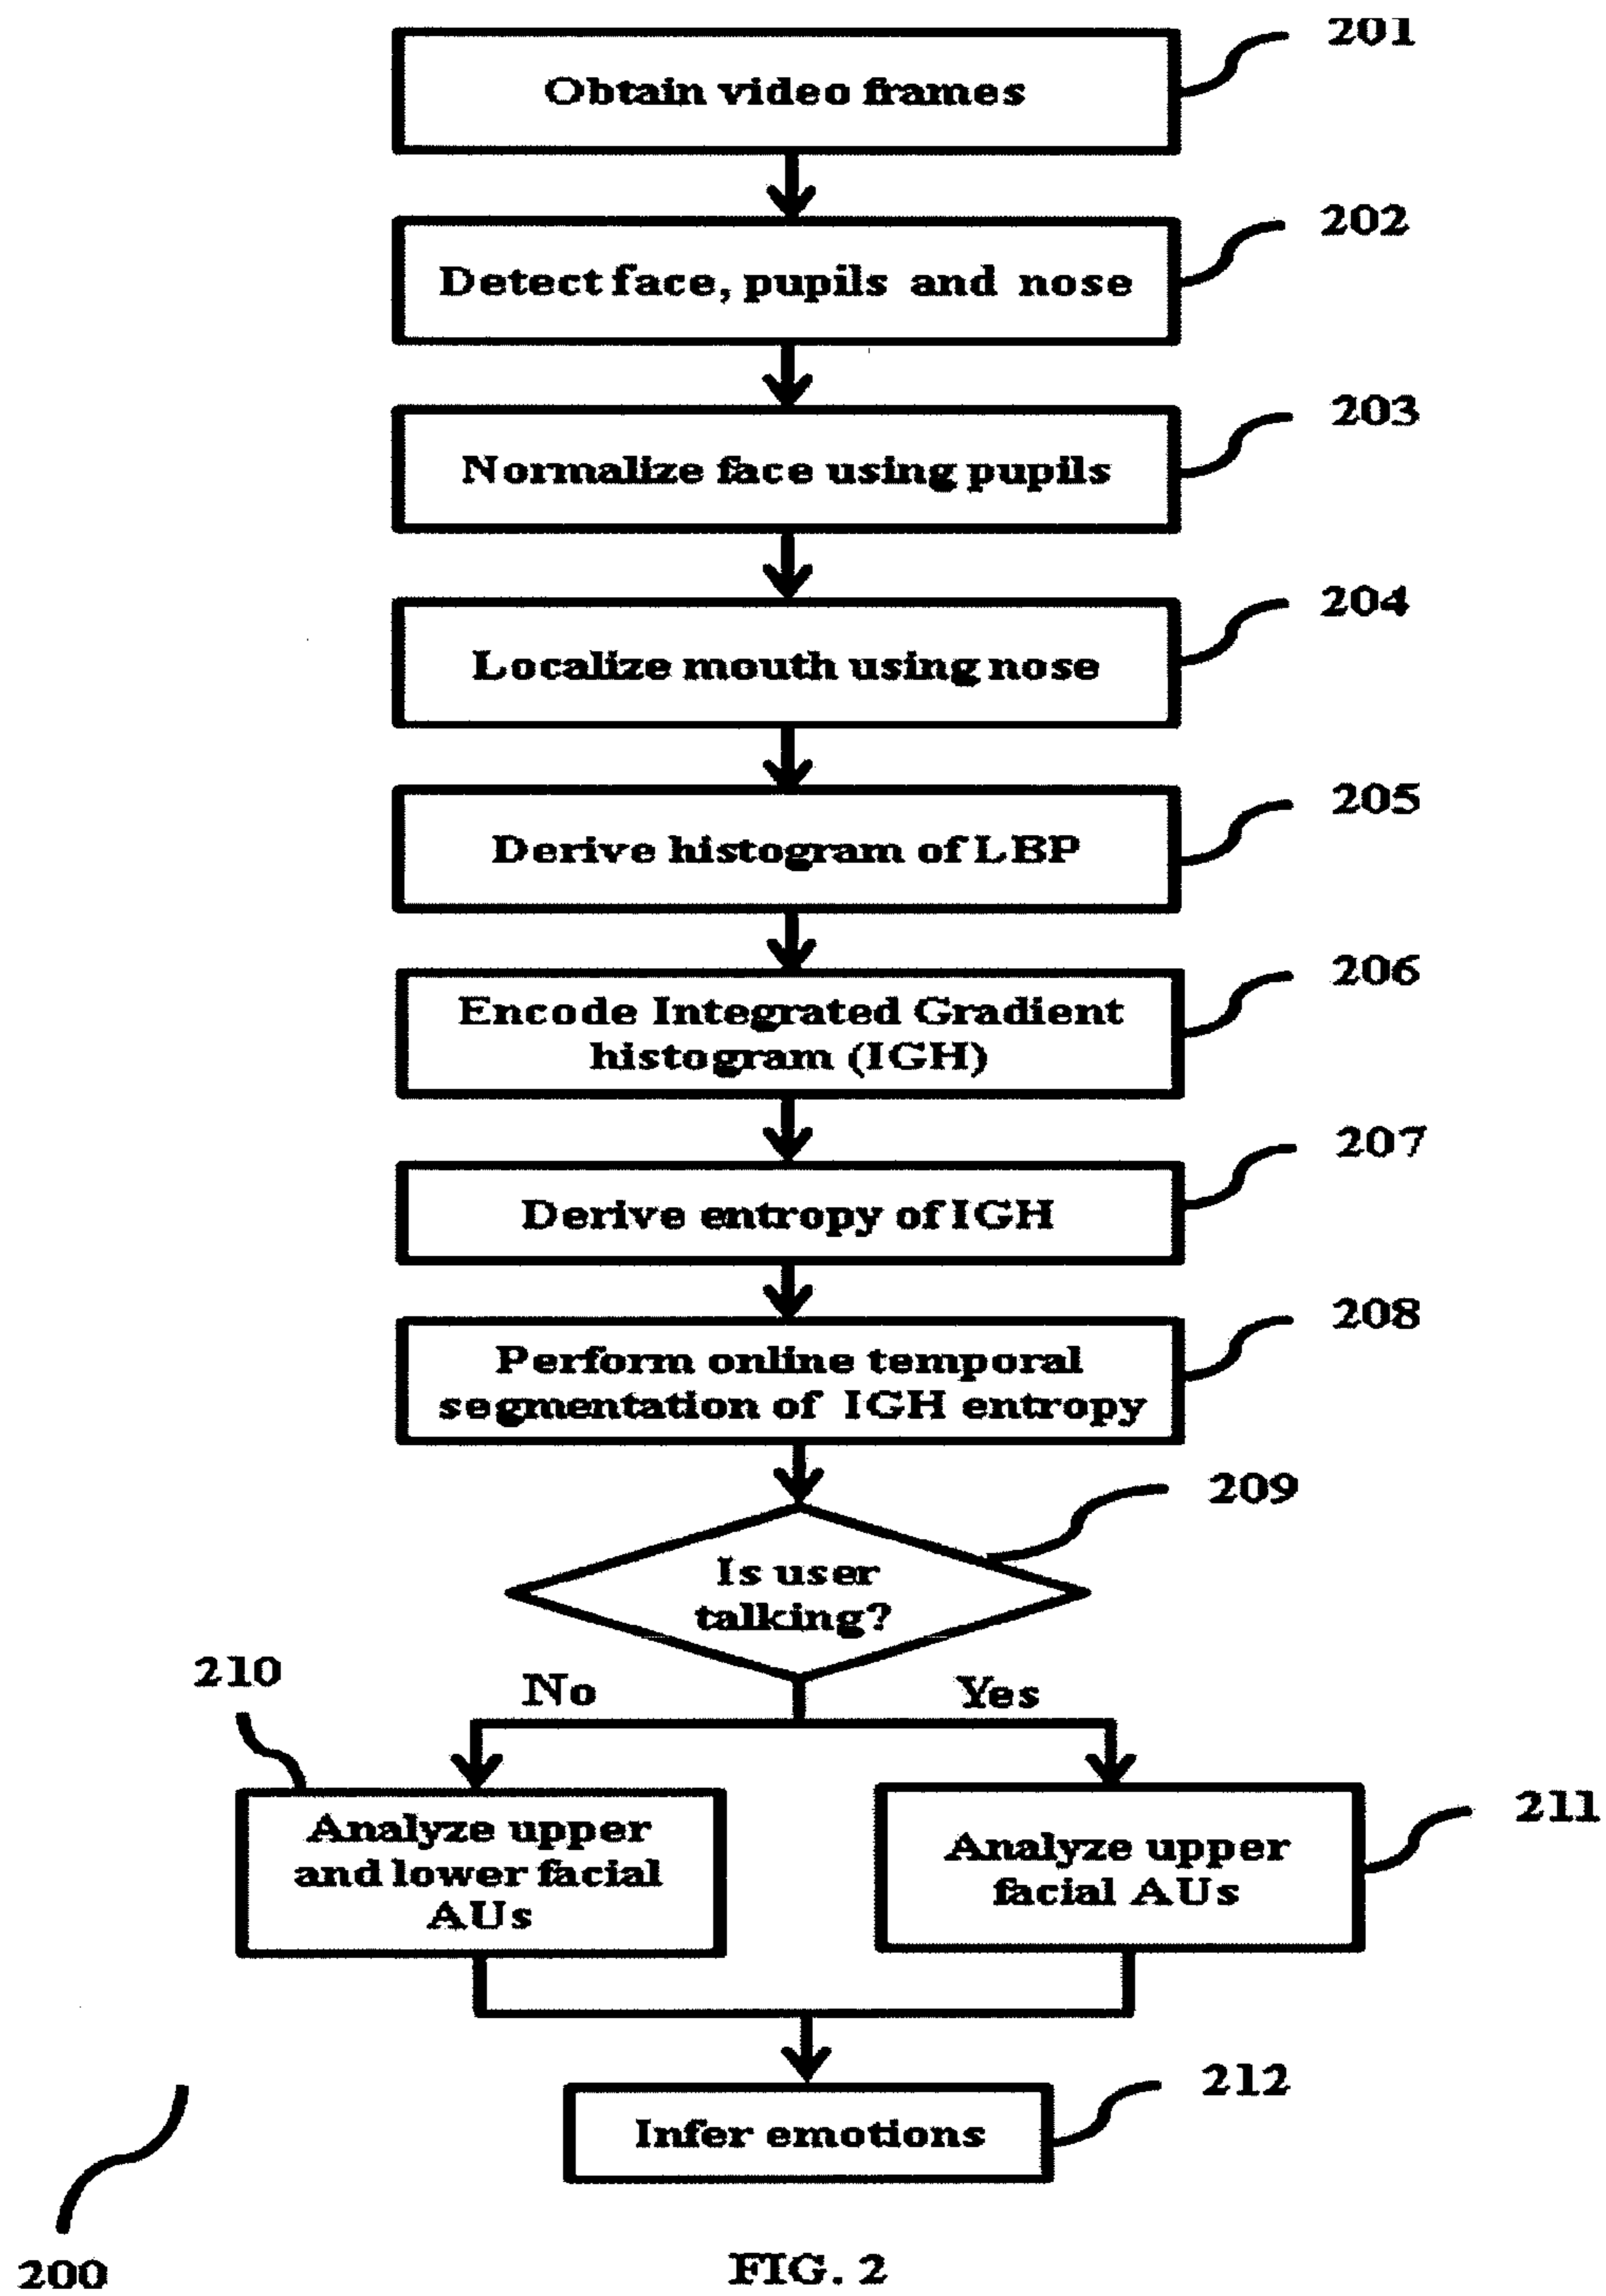 201
Obtain video frames
202
Detect face, pupils and nose
203
Normalize face using pupils
204
Localize mouth using nose
205
Derive histogram of LBP
206
Encode Integrated Gradient
histogram (IGH)
207
Derive entropy of IGH
208
Perform online temporal
segmentation of IGH entropy
209
Is user
talking?
210
No
Yes
Analyze upper
and lower facial
AUs
211
Analyze upper
facial AUs
212
Infer emotions
200
FIG. 2